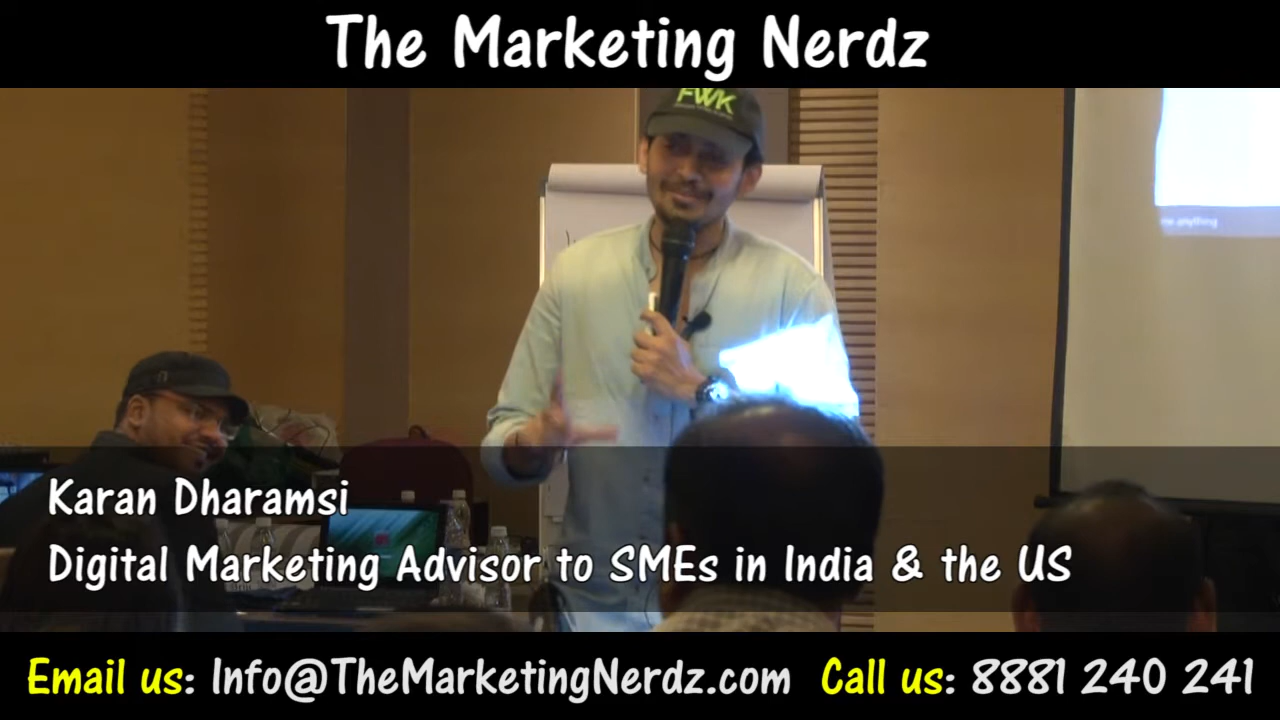 The Marketing Nerdz
FWK
anything
Karan Dharamsi
Digital Marketing Advisor to SMEs in India & the US
Email us: Info@TheMarketingNerdz.com Call us: 8881 240 241